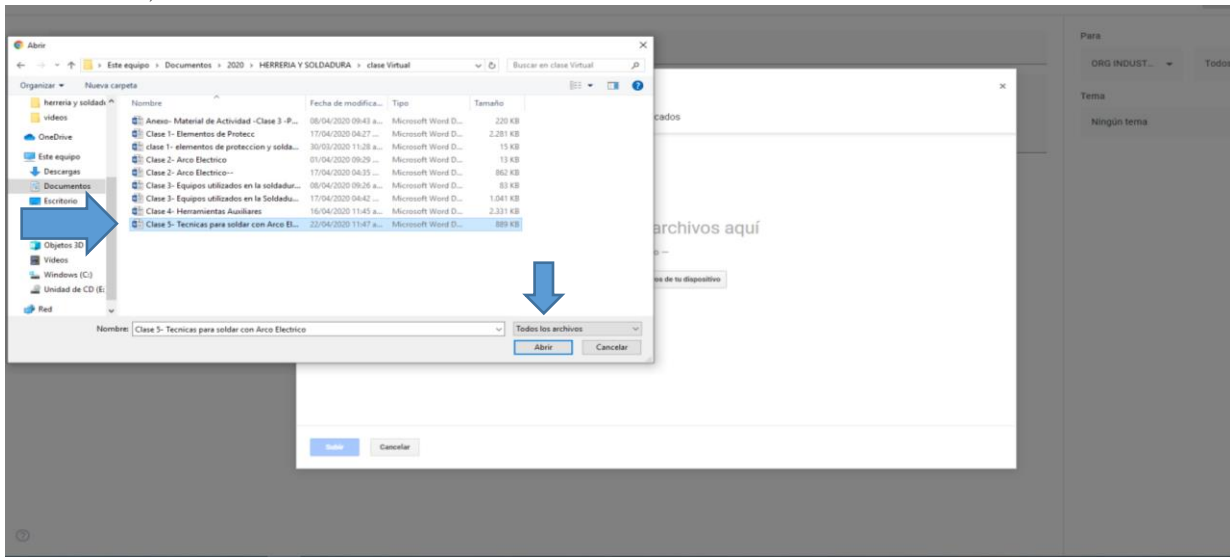 Abrir
Este equipo › Documentos › 2020 › HERRERIA Y SOLDADURA › clase Virtual
Buscar en clase Virtual
Organizar
Nueva carpeta
Nombre Fecha de modifica... Tipo Tamaño
herreria y soldadu
videos
OneDrive
Este equipo
Descargas
Documentos
Escritorio
Objetos 3D
Vídeos
Windows (C:)
Unidad de CD (E:
Red
Anexo- Material de Actividad -Clase 3 -P... 08/04/2020 09:43 a... Microsoft Word D... 220 KB
Clase 1- Elementos de Protecc 17/04/2020 04:27 ... Microsoft Word D... 2.281 KB
clase 1- elementos de proteccion y solda... 30/03/2020 11:28 a... Microsoft Word D... 15 KB
Clase 2- Arco Electrico 01/04/2020 09:29 ... Microsoft Word D... 13 KB
Clase 2- Arco Electrico-- 17/04/2020 04:35 ... Microsoft Word D... 862 KB
Clase 3- Equipos utilizados en la soldadur... 08/04/2020 09:26 a... Microsoft Word D... 83 KB
Clase 3- Equipos utilizados en la Soldadu... 17/04/2020 04:42 ... Microsoft Word D... 1.041 KB
Clase 4- Herramientas Auxiliares 16/04/2020 11:45 a... Microsoft Word D... 2.331 KB
Clase 5- Tecnicas para soldar con Arco El... 22/04/2020 11:47 a... Microsoft Word D... 889 KB
Nombre: Clase 5- Tecnicas para soldar con Arco Electrico
Todos los archivos
Abrir Cancelar
cados
archivos aquí
os de tu dispositivo
Subir Cancelar
Para
ORG INDUST... Todos
Tema
Ningún tema